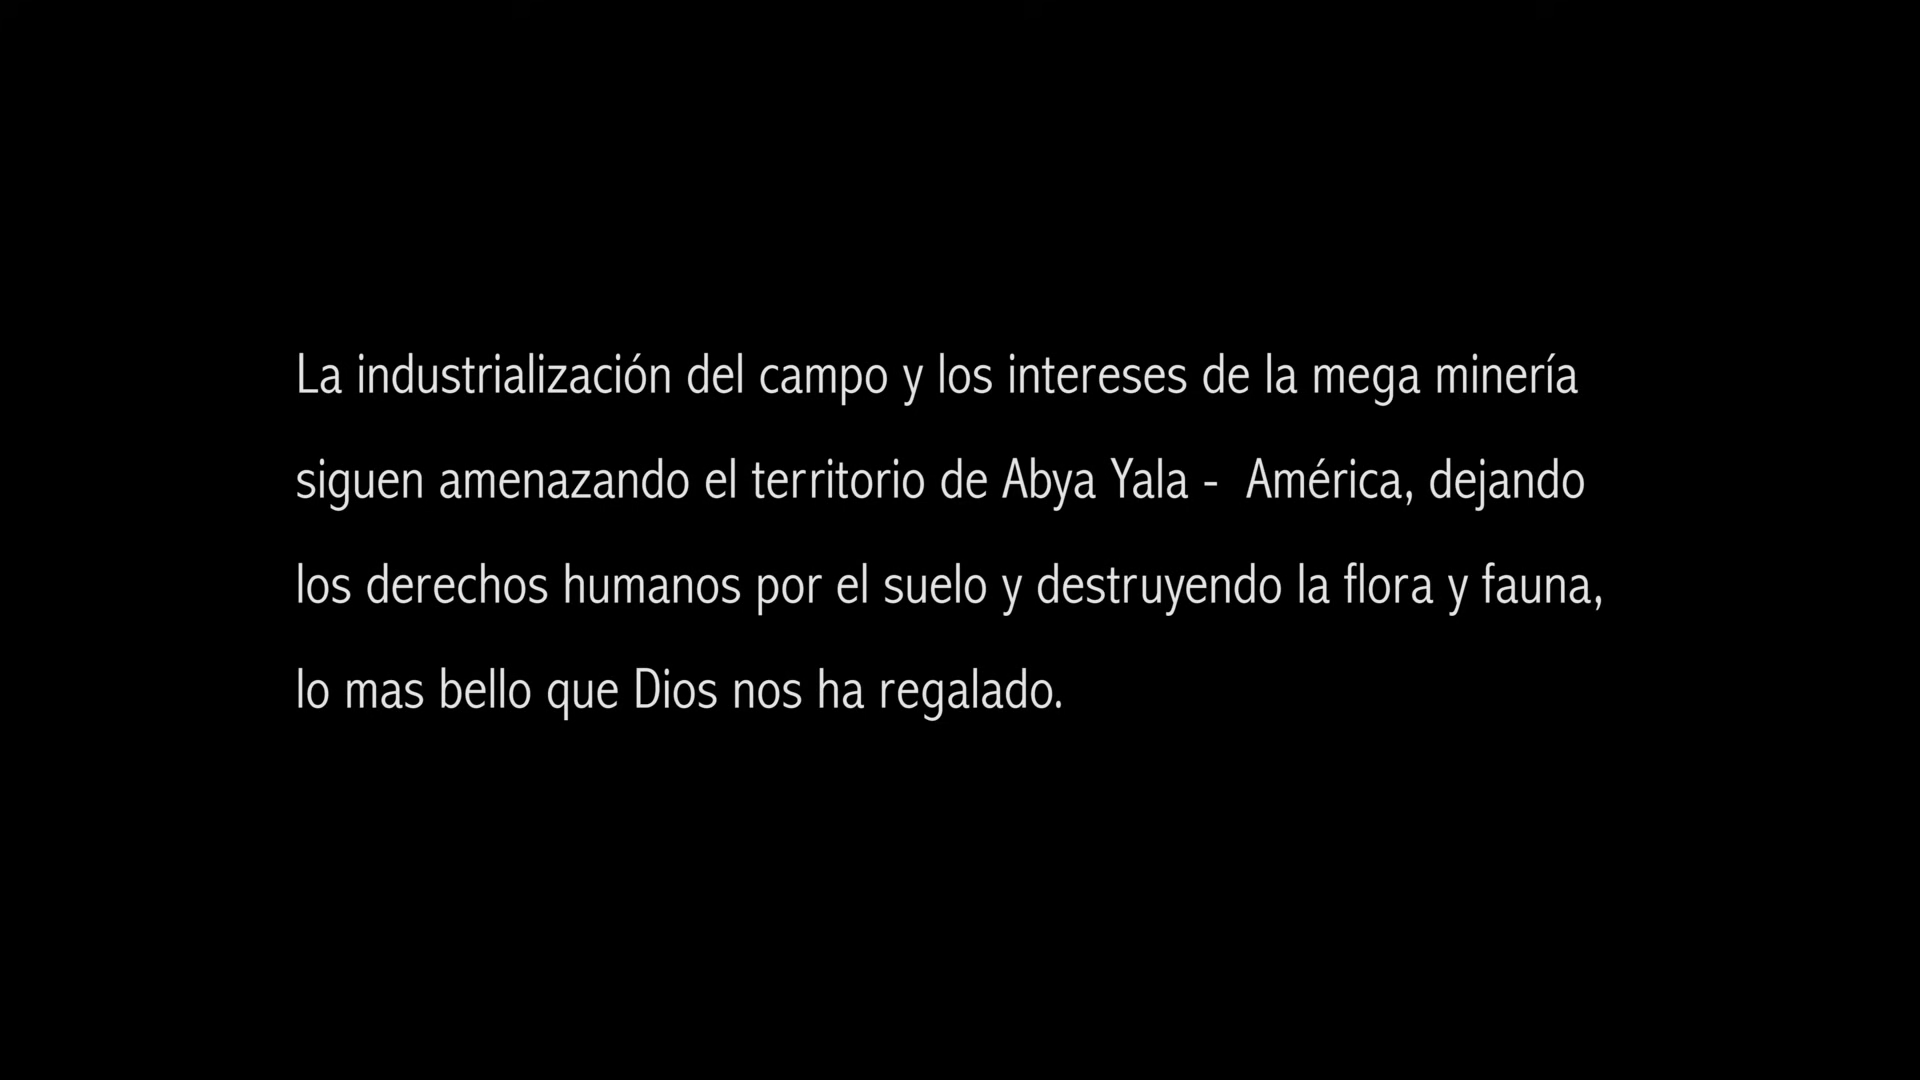 La industrialización del campo y los intereses de la mega minería
siguen amenazando el territorio de Abya Yala -  América, dejando
los derechos humanos por el suelo y destruyendo la flora y fauna,
lo mas bello que Dios nos ha regalado.